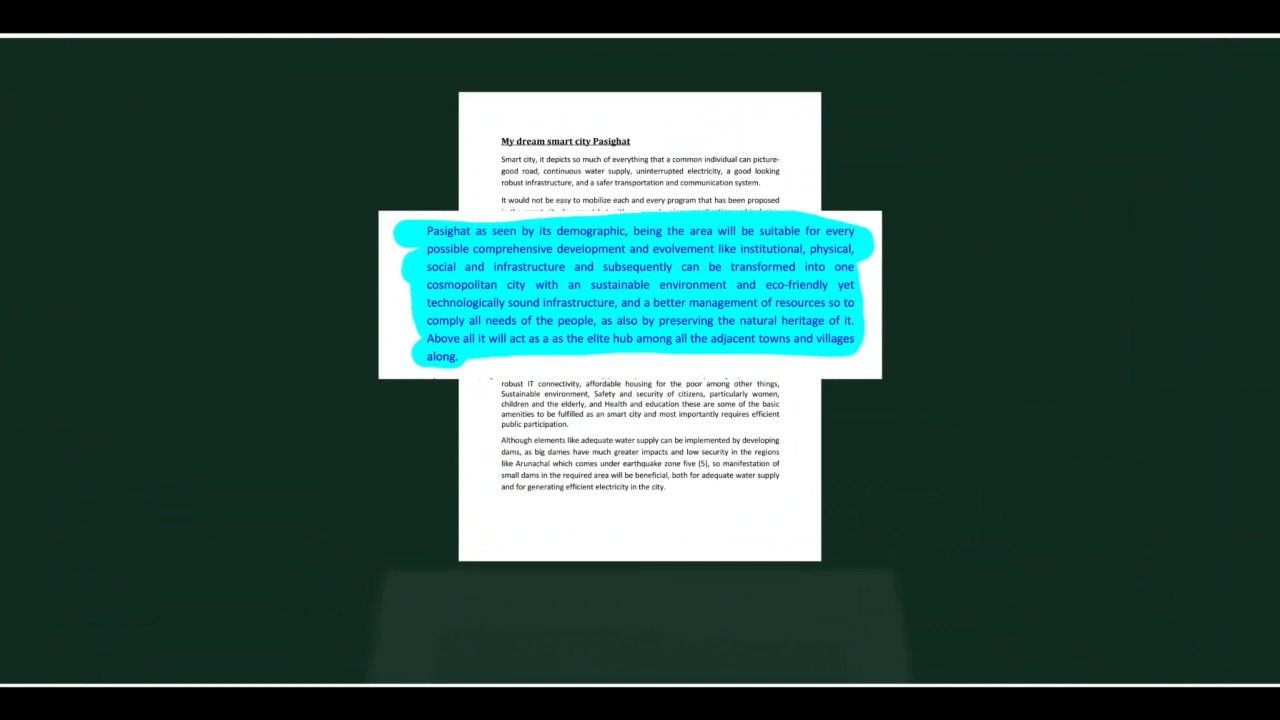 My dream smart city Pasighat
Smart city, it depicts so much of everything that a common individual can picture-
good road, continuous water supply, uninterrupted electricity, a good looking
robust infrastructure, and a safer transportation and communication system.
It would not be easy to mobilize each and every program that has been proposed
Pasighat as seen by its demographic, being the area will be suitable for every
possible comprehensive development and evolvement like institutional, physical,
social and infrastructure and subsequently can be transformed into one
cosmopolitan city with an sustainable environment and eco-friendly yet
technologically sound infrastructure, and a better management of resources so to
comply all needs of the people, as also by preserving the natural heritage of it.
Above all it will act as a as the elite hub among all the adjacent towns and villages
along.
robust IT connectivity, affordable housing for the poor among other things,
Sustainable environment, Safety and security of citizens, particularly women,
children and the elderly, and Health and education these are some of the basic
amenities to be fulfilled as an smart city and most importantly requires efficient
public participation.
Although elements like adequate water supply can be implemented by developing
dams, as big dames have much greater impacts and low security in the regions
like Arunachal which comes under earthquake zone five (5), so manifestation of
small dams in the required area will be beneficial, both for adequate water supply
and for generating efficient electricity in the city.